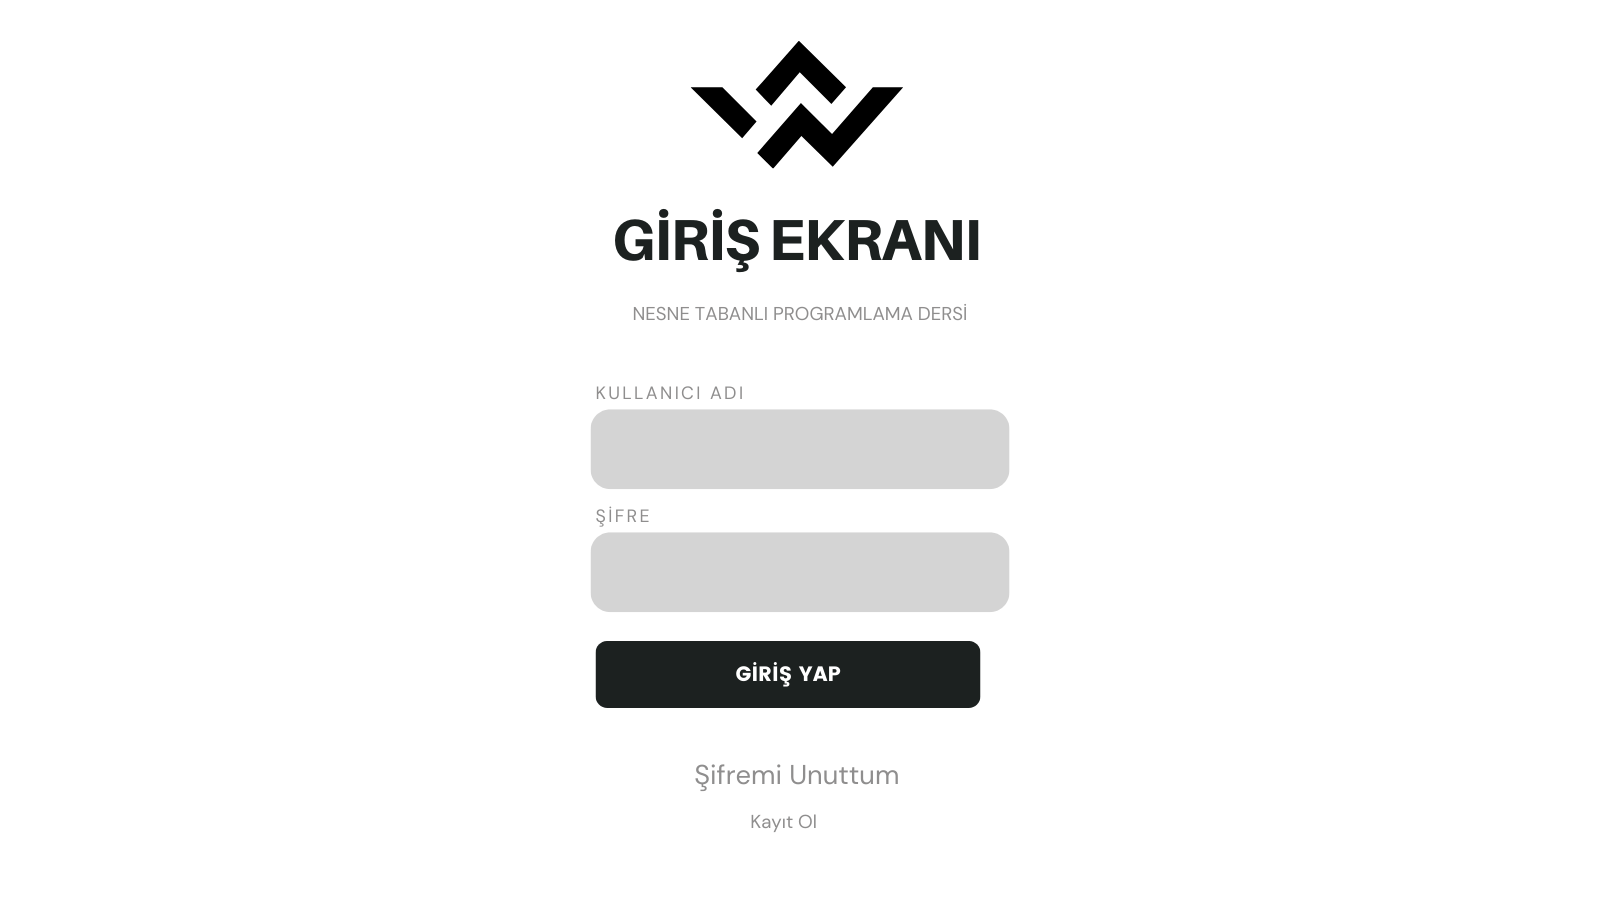 GİRİŞ EKRANI
NESNE TABANLI PROGRAMLAMA DERSİ
KULLANICI ADI
ŞİFRE
GİRİŞ YAP
Şifremi Unuttum
Kayıt Ol